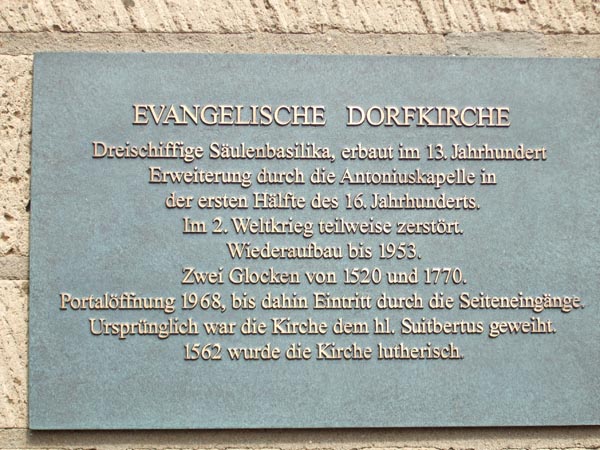 EVANGELISCHE DORFKIRCHE
Dreischiffige Säulenbasilika, erbaut im 13. Jahrhundert
Erweiterung durch die Antoniuskapelle in
der ersten Hälfte des 16. Jahrhunderts.
Im 2. Weltkrieg teilweise zerstört.
Wiederaufbau bis 1953.
Zwei Glocken von 1520 und 1770.
Portalöffnung 1968, bis dahin Eintritt durch die Seiteneingänge.
Ursprünglich war die Kirche dem hl. Suitbertus geweiht.
1562 wurde die Kirche lutherisch.